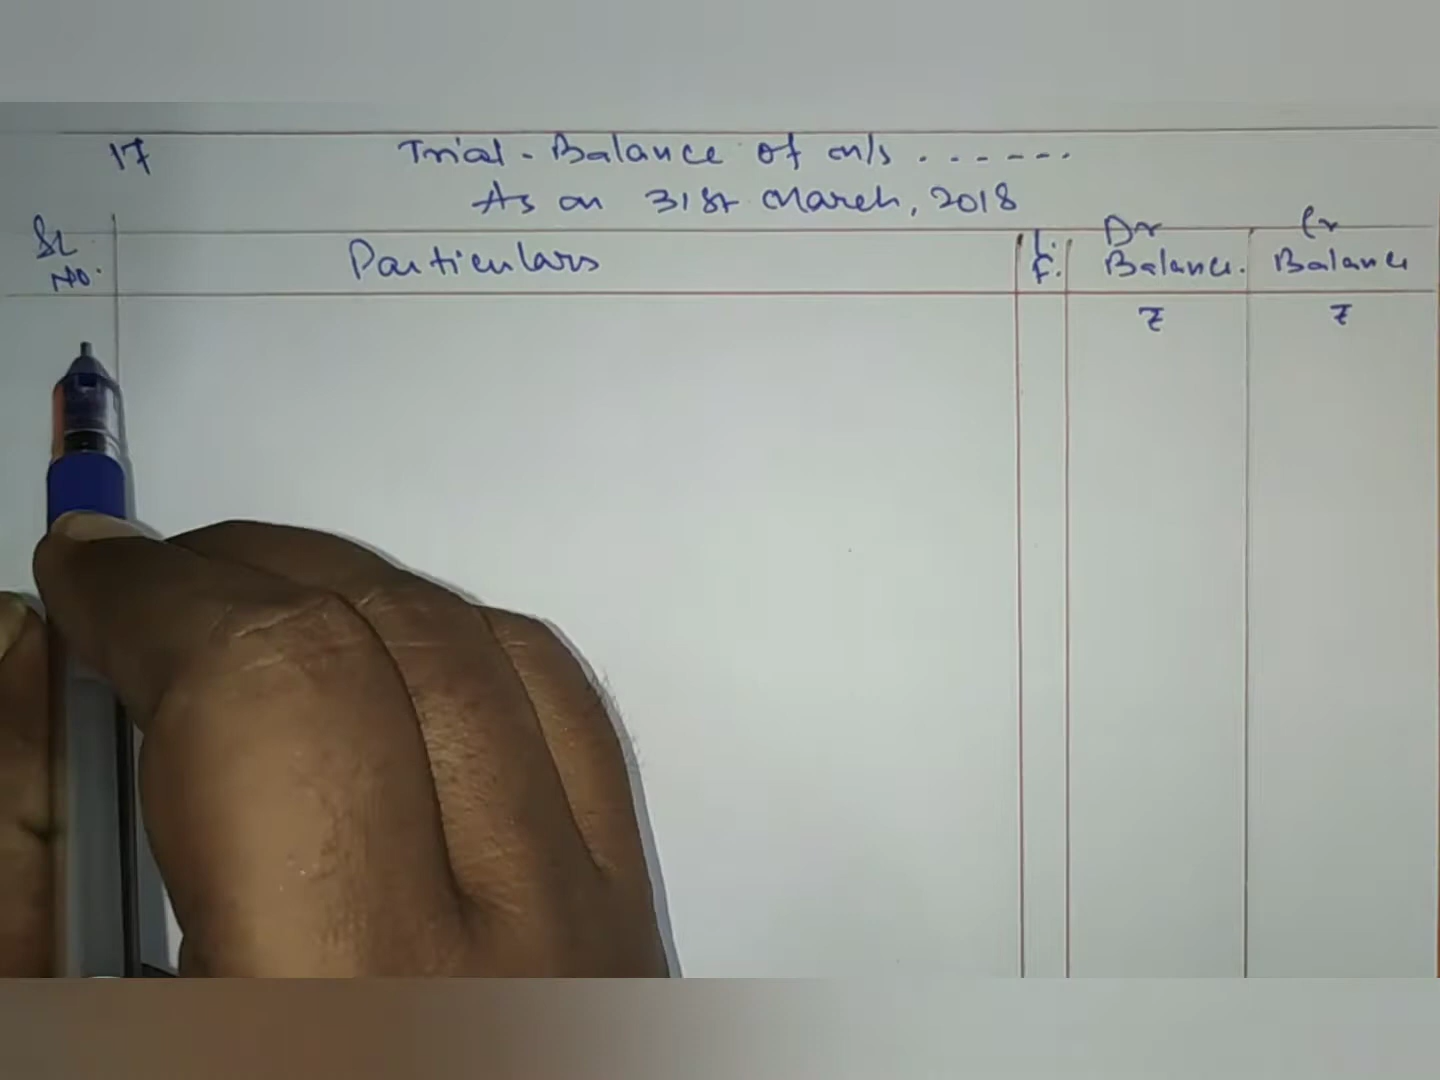 17 Trial-Balance of M/s . - - - - -
As on 31st March, 2018
SL No. Particulars L.F. Dr Balance. Cr Balance
₹ ₹